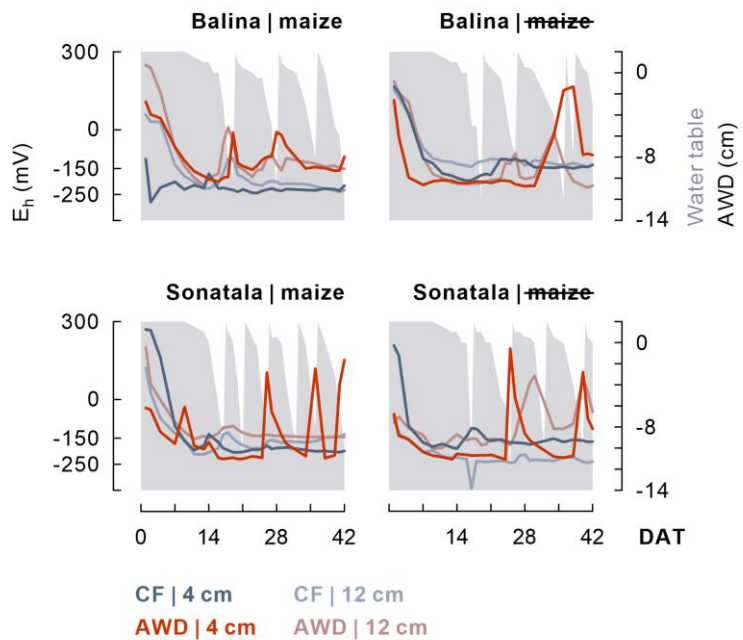 Balina | maize
Balina | maize
300
0
-150
-250
Eh (mV)
0
-8
-14
Water table
AWD (cm)
Sonatala | maize
Sonatala | maize
300
0
-150
-250
0
-8
-14
0 14 28 42
14 28 42 DAT
CF | 4 cm CF | 12 cm
AWD | 4 cm AWD | 12 cm